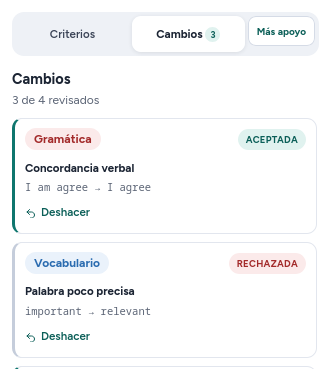 Criterios
Cambios 3
Más apoyo
Cambios
3 de 4 revisados
Gramática
ACEPTADA
Concordancia verbal
I am agree → I agree
Deshacer
Vocabulario
RECHAZADA
Palabra poco precisa
important → relevant
Deshacer